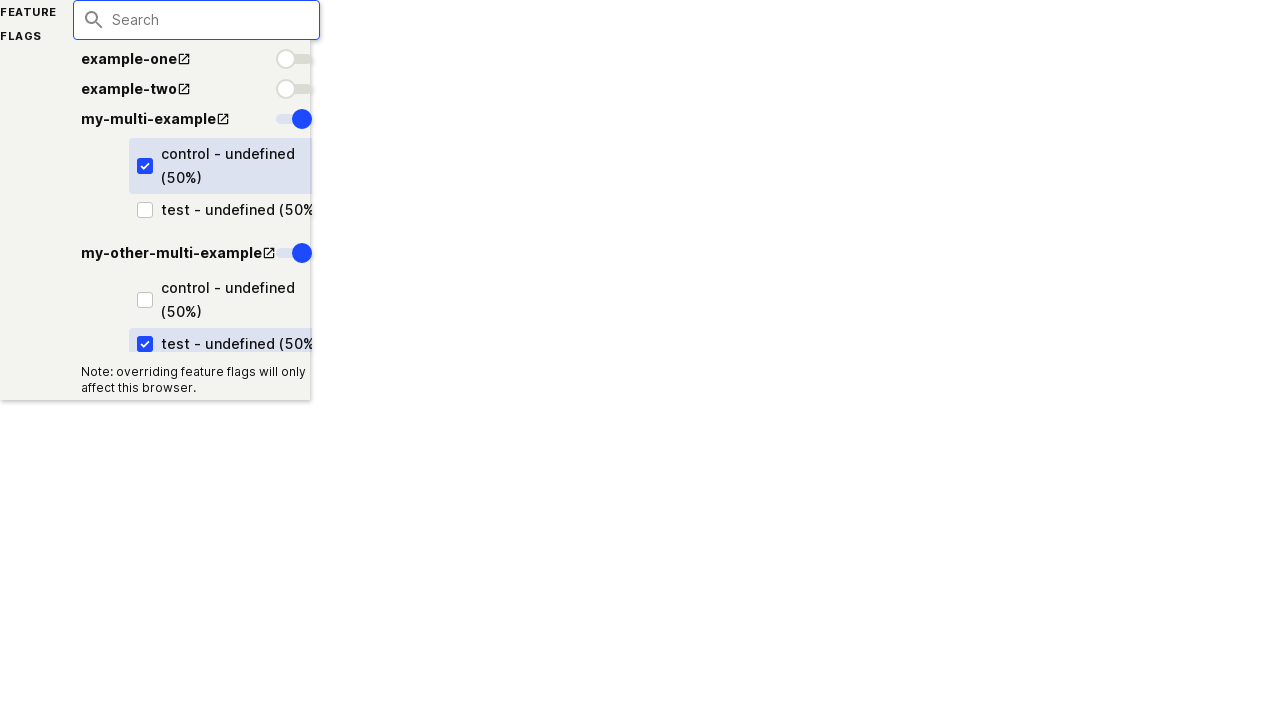 FEATURE
FLAGS
Search
example-one
example-two
my-multi-example
control - undefined
(50%)
test - undefined (50%
my-other-multi-example
control - undefined
(50%)
test - undefined (50%
Note: overriding feature flags will only
affect this browser.